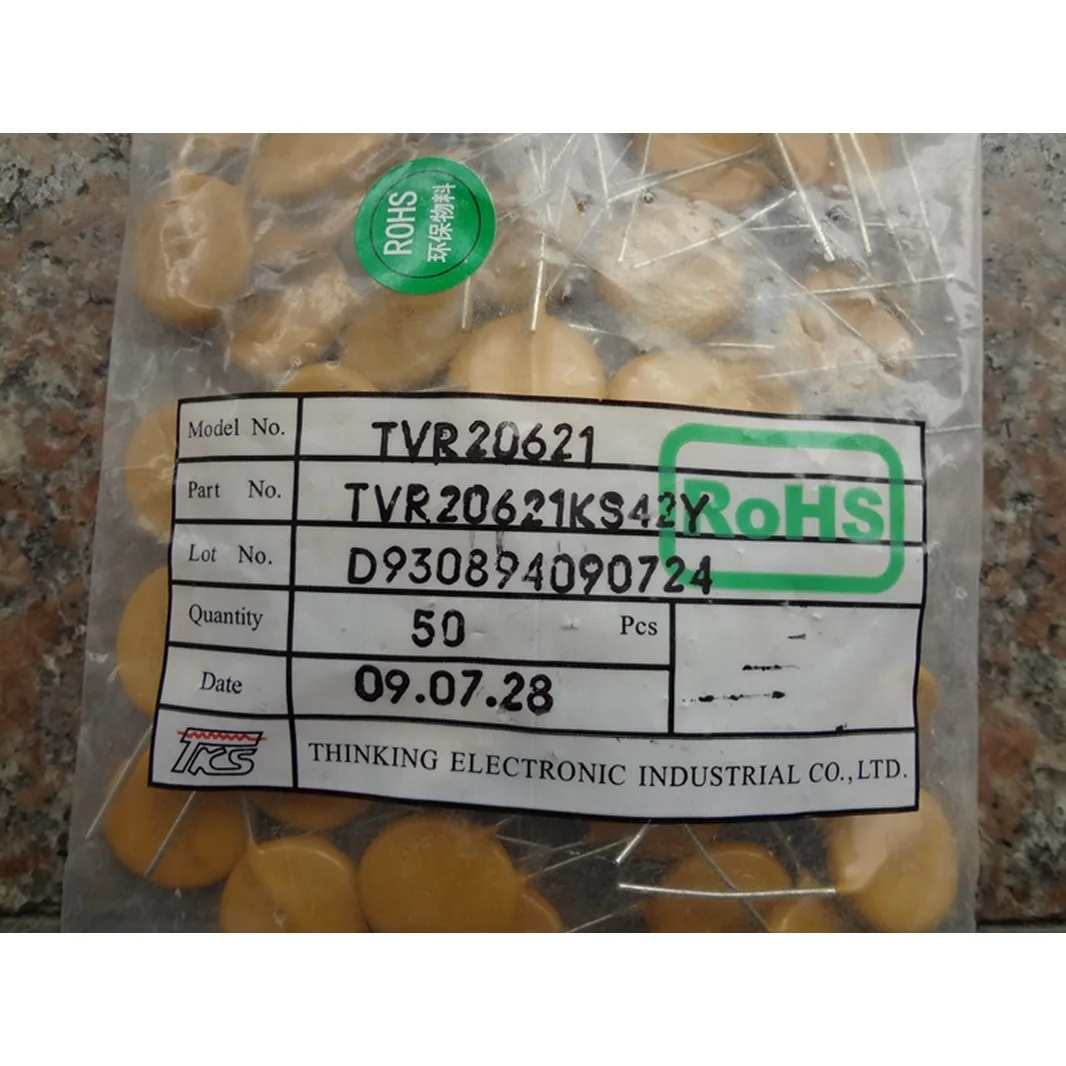 ROHS
环保物料
Model No. TVR20621
Part No. TVR20621KS42Y
RoHS
Lot No. D930894090724
Quantity 50 Pcs
Date 09.07.28
TKS THINKING ELECTRONIC INDUSTRIAL CO.,LTD.